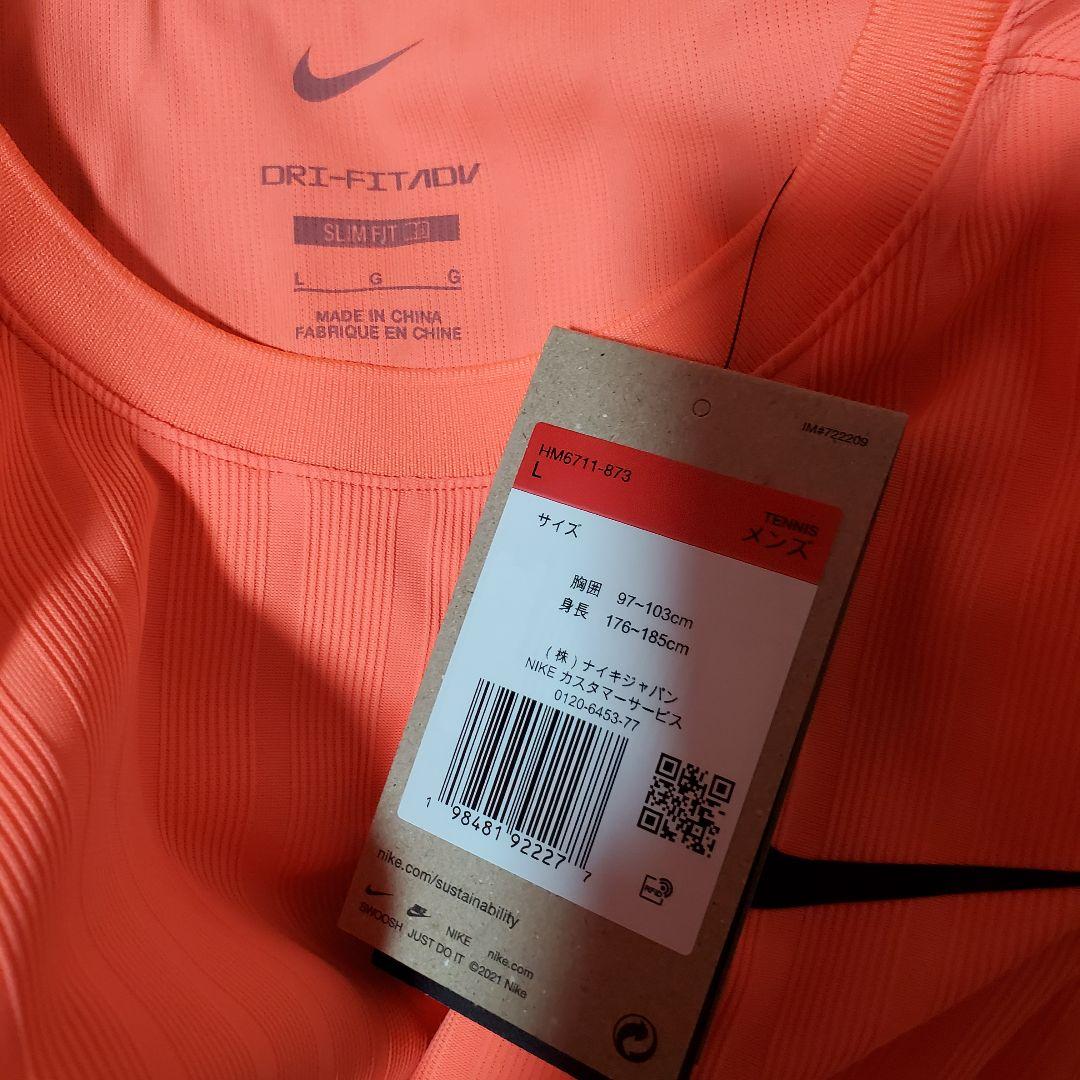 DRI-FIT ADV
SLIM FIT
L G G
MADE IN CHINA
FABRIQUE EN CHINE
IM#722209
HM6711-873
L
TENNIS
メンズ
サイズ
胸囲 97~103cm
身長 176~185cm
(株)ナイキジャパン
NIKE カスタマーサービス
0120-6453-77
1 98481 92227 7
RFID
nike.com/sustainability
SWOOSH JUST DO IT NIKE nike.com
©2021 Nike